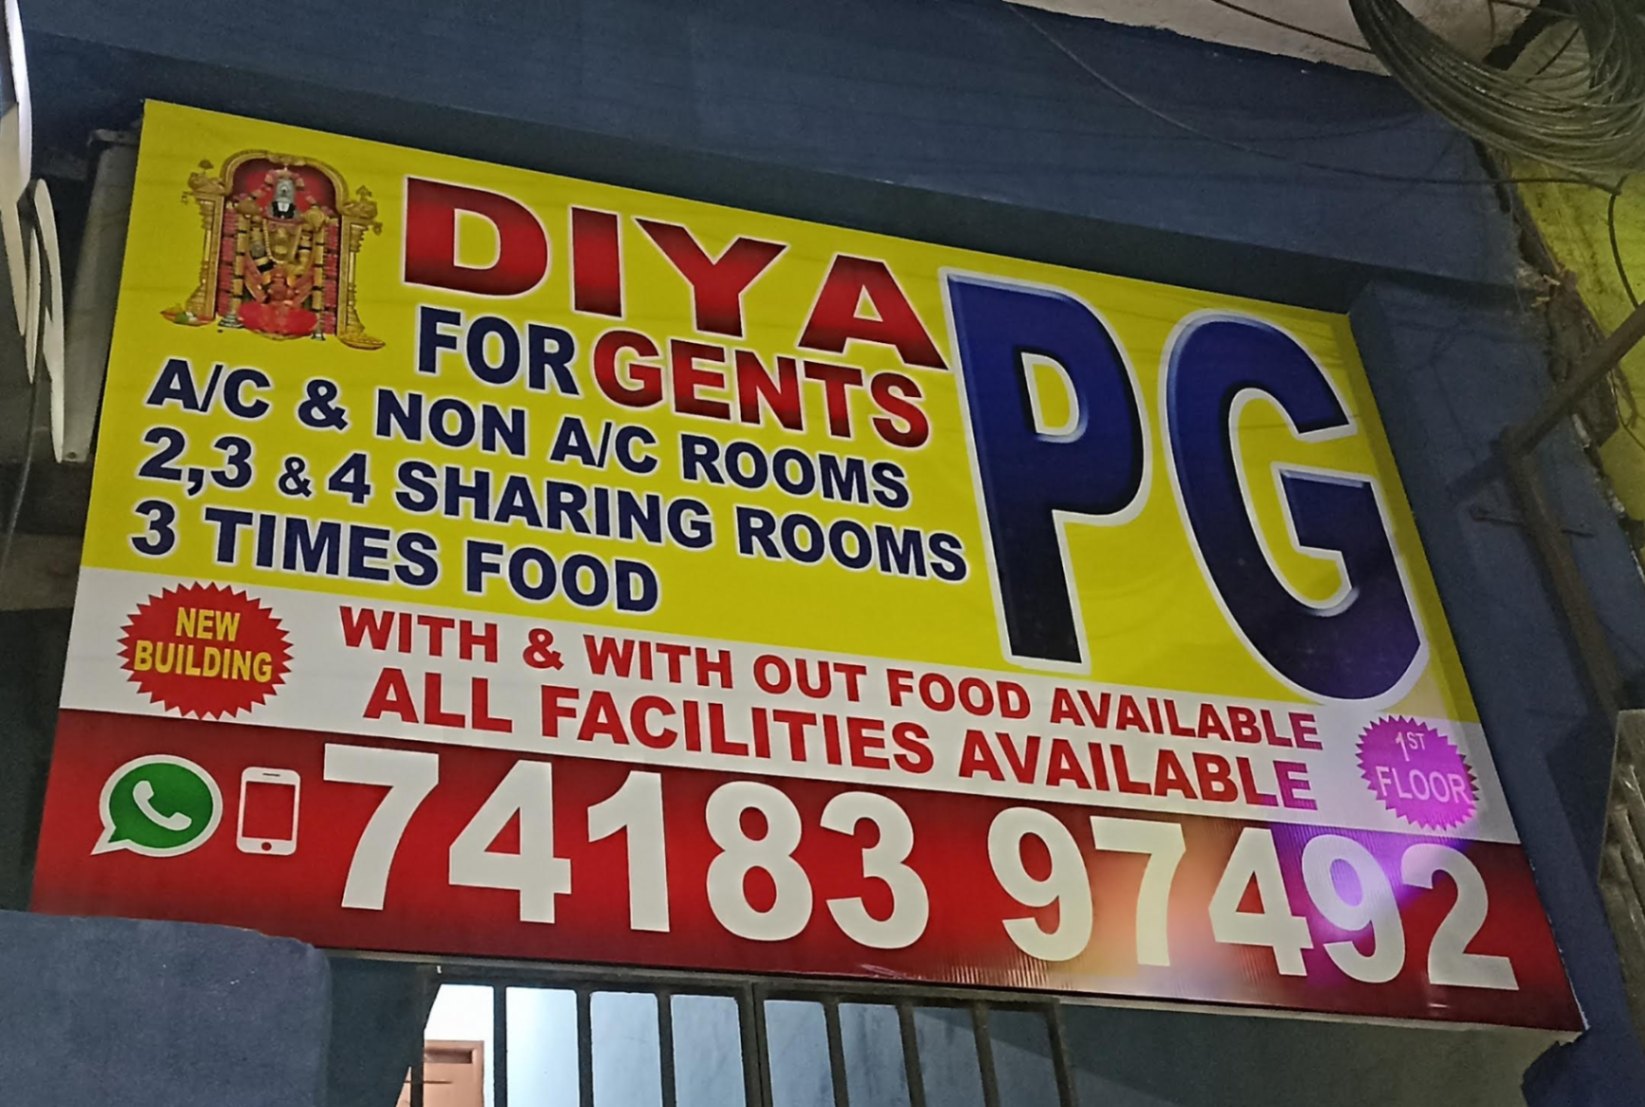 DIYA PG
FOR GENTS
A/C & NON A/C ROOMS
2,3 & 4 SHARING ROOMS
3 TIMES FOOD
NEW
BUILDING
WITH & WITH OUT FOOD AVAILABLE
ALL FACILITIES AVAILABLE
1ST
FLOOR
74183 97492